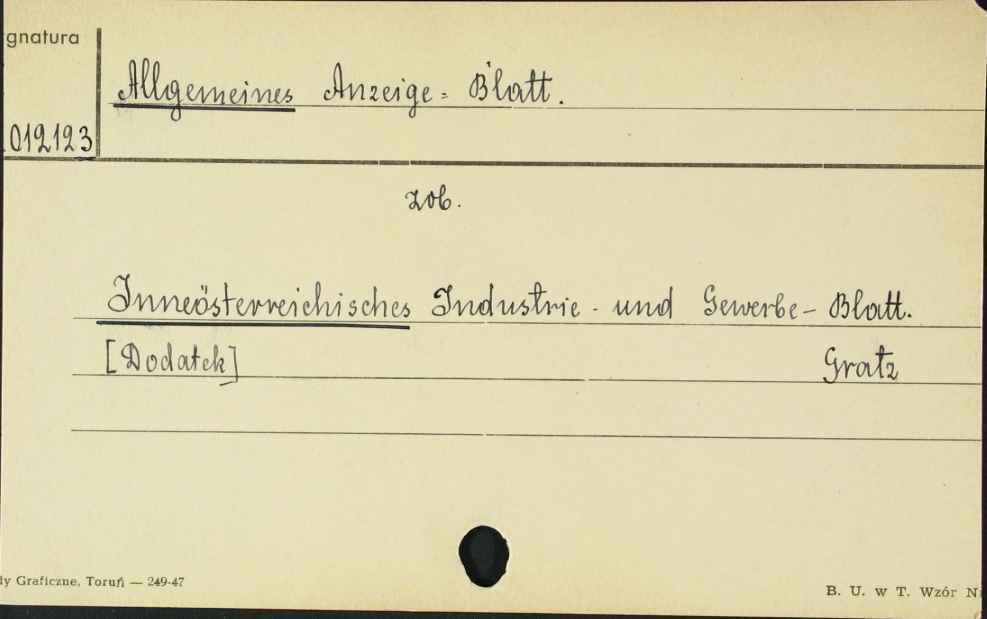 gnatura
Allgemeines Anzeige = Blatt.
012123
zob.
Inneösterreichisches Industrie - und Gewerbe - Blatt.
[Dodatek] Gratz
dy Graficzne, Toruń — 249-47
B. U. w T. Wzór N